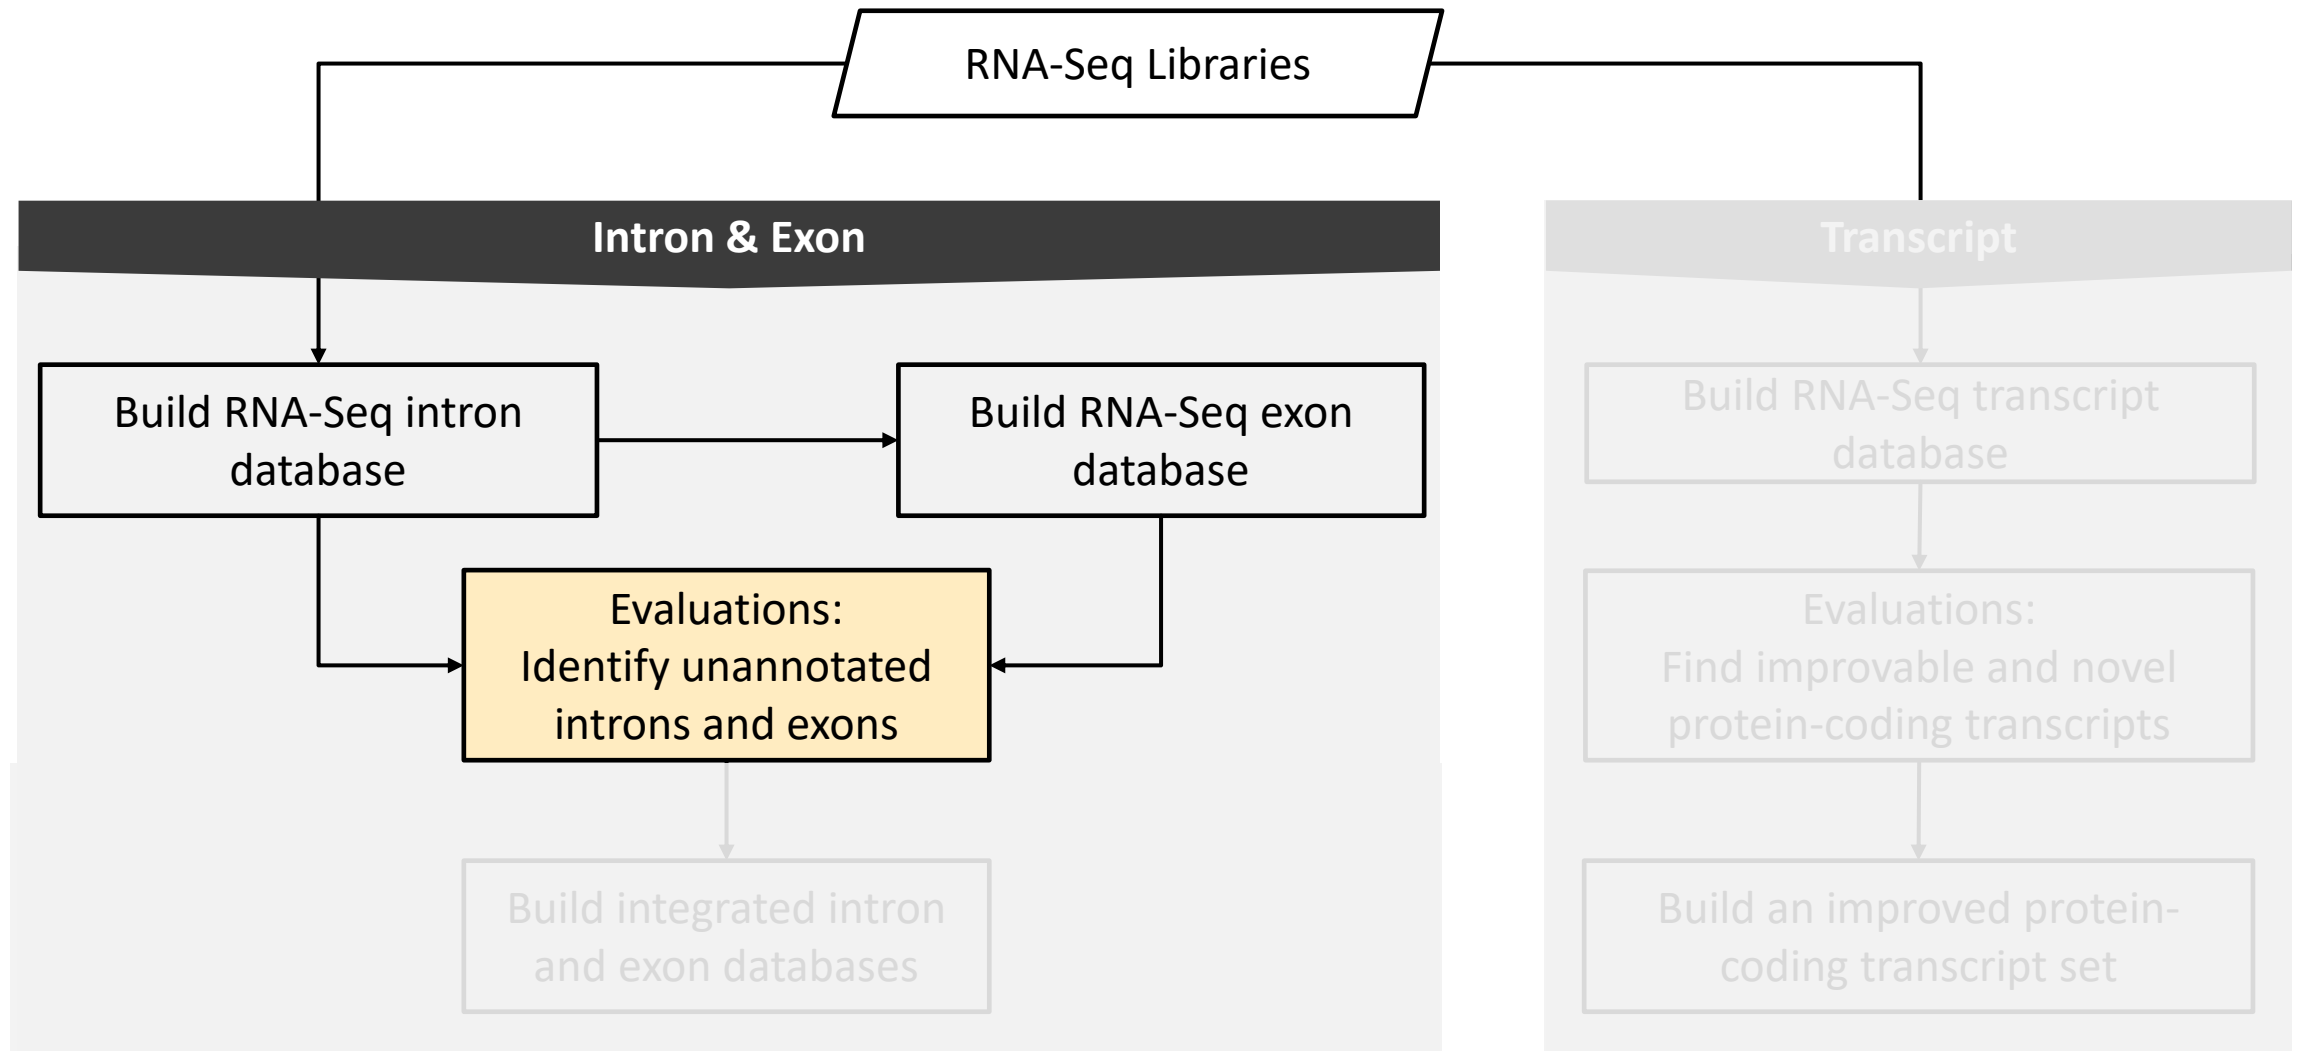 RNA-Seq Libraries
Intron & Exon
Build RNA-Seq intron
database
Build RNA-Seq exon
database
Evaluations:
Identify unannotated
introns and exons
Build integrated intron
and exon databases
Transcript
Build RNA-Seq transcript
database
Evaluations:
Find improvable and novel
protein-coding transcripts
Build an improved protein-
coding transcript set